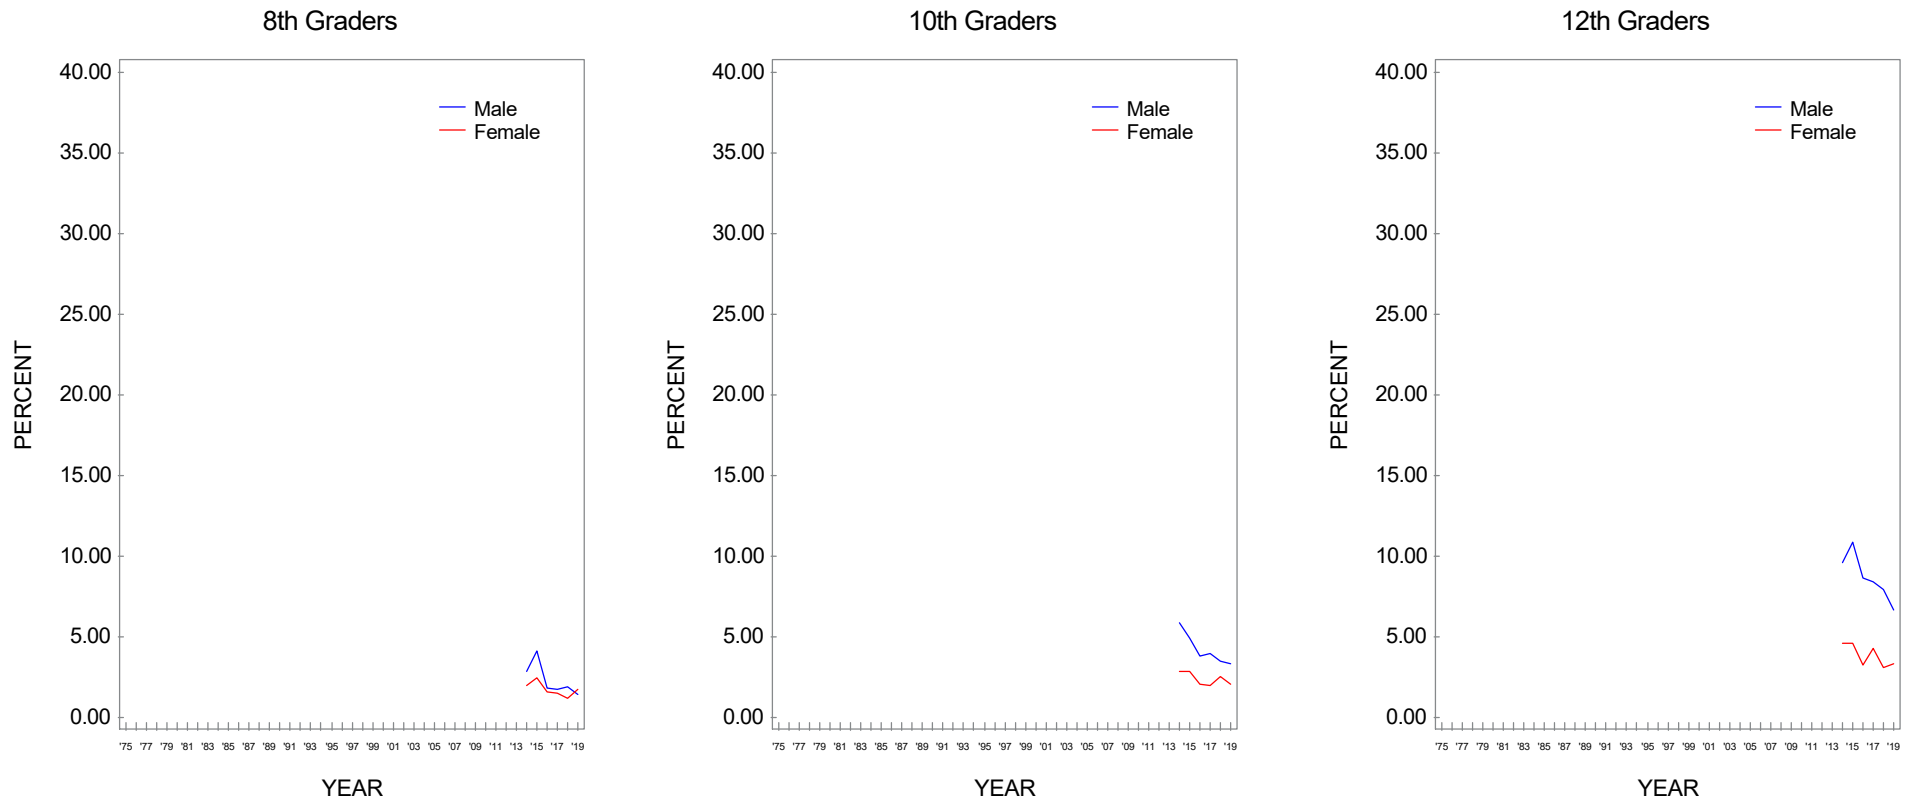 8th Graders
40.00
35.00
30.00
25.00
20.00
15.00
10.00
5.00
0.00
PERCENT
Male
Female
'75 '77 '79 '81 '83 '85 '87 '89 '91 '93 '95 '97 '99 '01 '03 '05 '07 '09 '11 '13 '15 '17 '19
YEAR
10th Graders
40.00
35.00
30.00
25.00
20.00
15.00
10.00
5.00
0.00
PERCENT
Male
Female
'75 '77 '79 '81 '83 '85 '87 '89 '91 '93 '95 '97 '99 '01 '03 '05 '07 '09 '11 '13 '15 '17 '19
YEAR
12th Graders
40.00
35.00
30.00
25.00
20.00
15.00
10.00
5.00
0.00
PERCENT
Male
Female
'75 '77 '79 '81 '83 '85 '87 '89 '91 '93 '95 '97 '99 '01 '03 '05 '07 '09 '11 '13 '15 '17 '19
YEAR